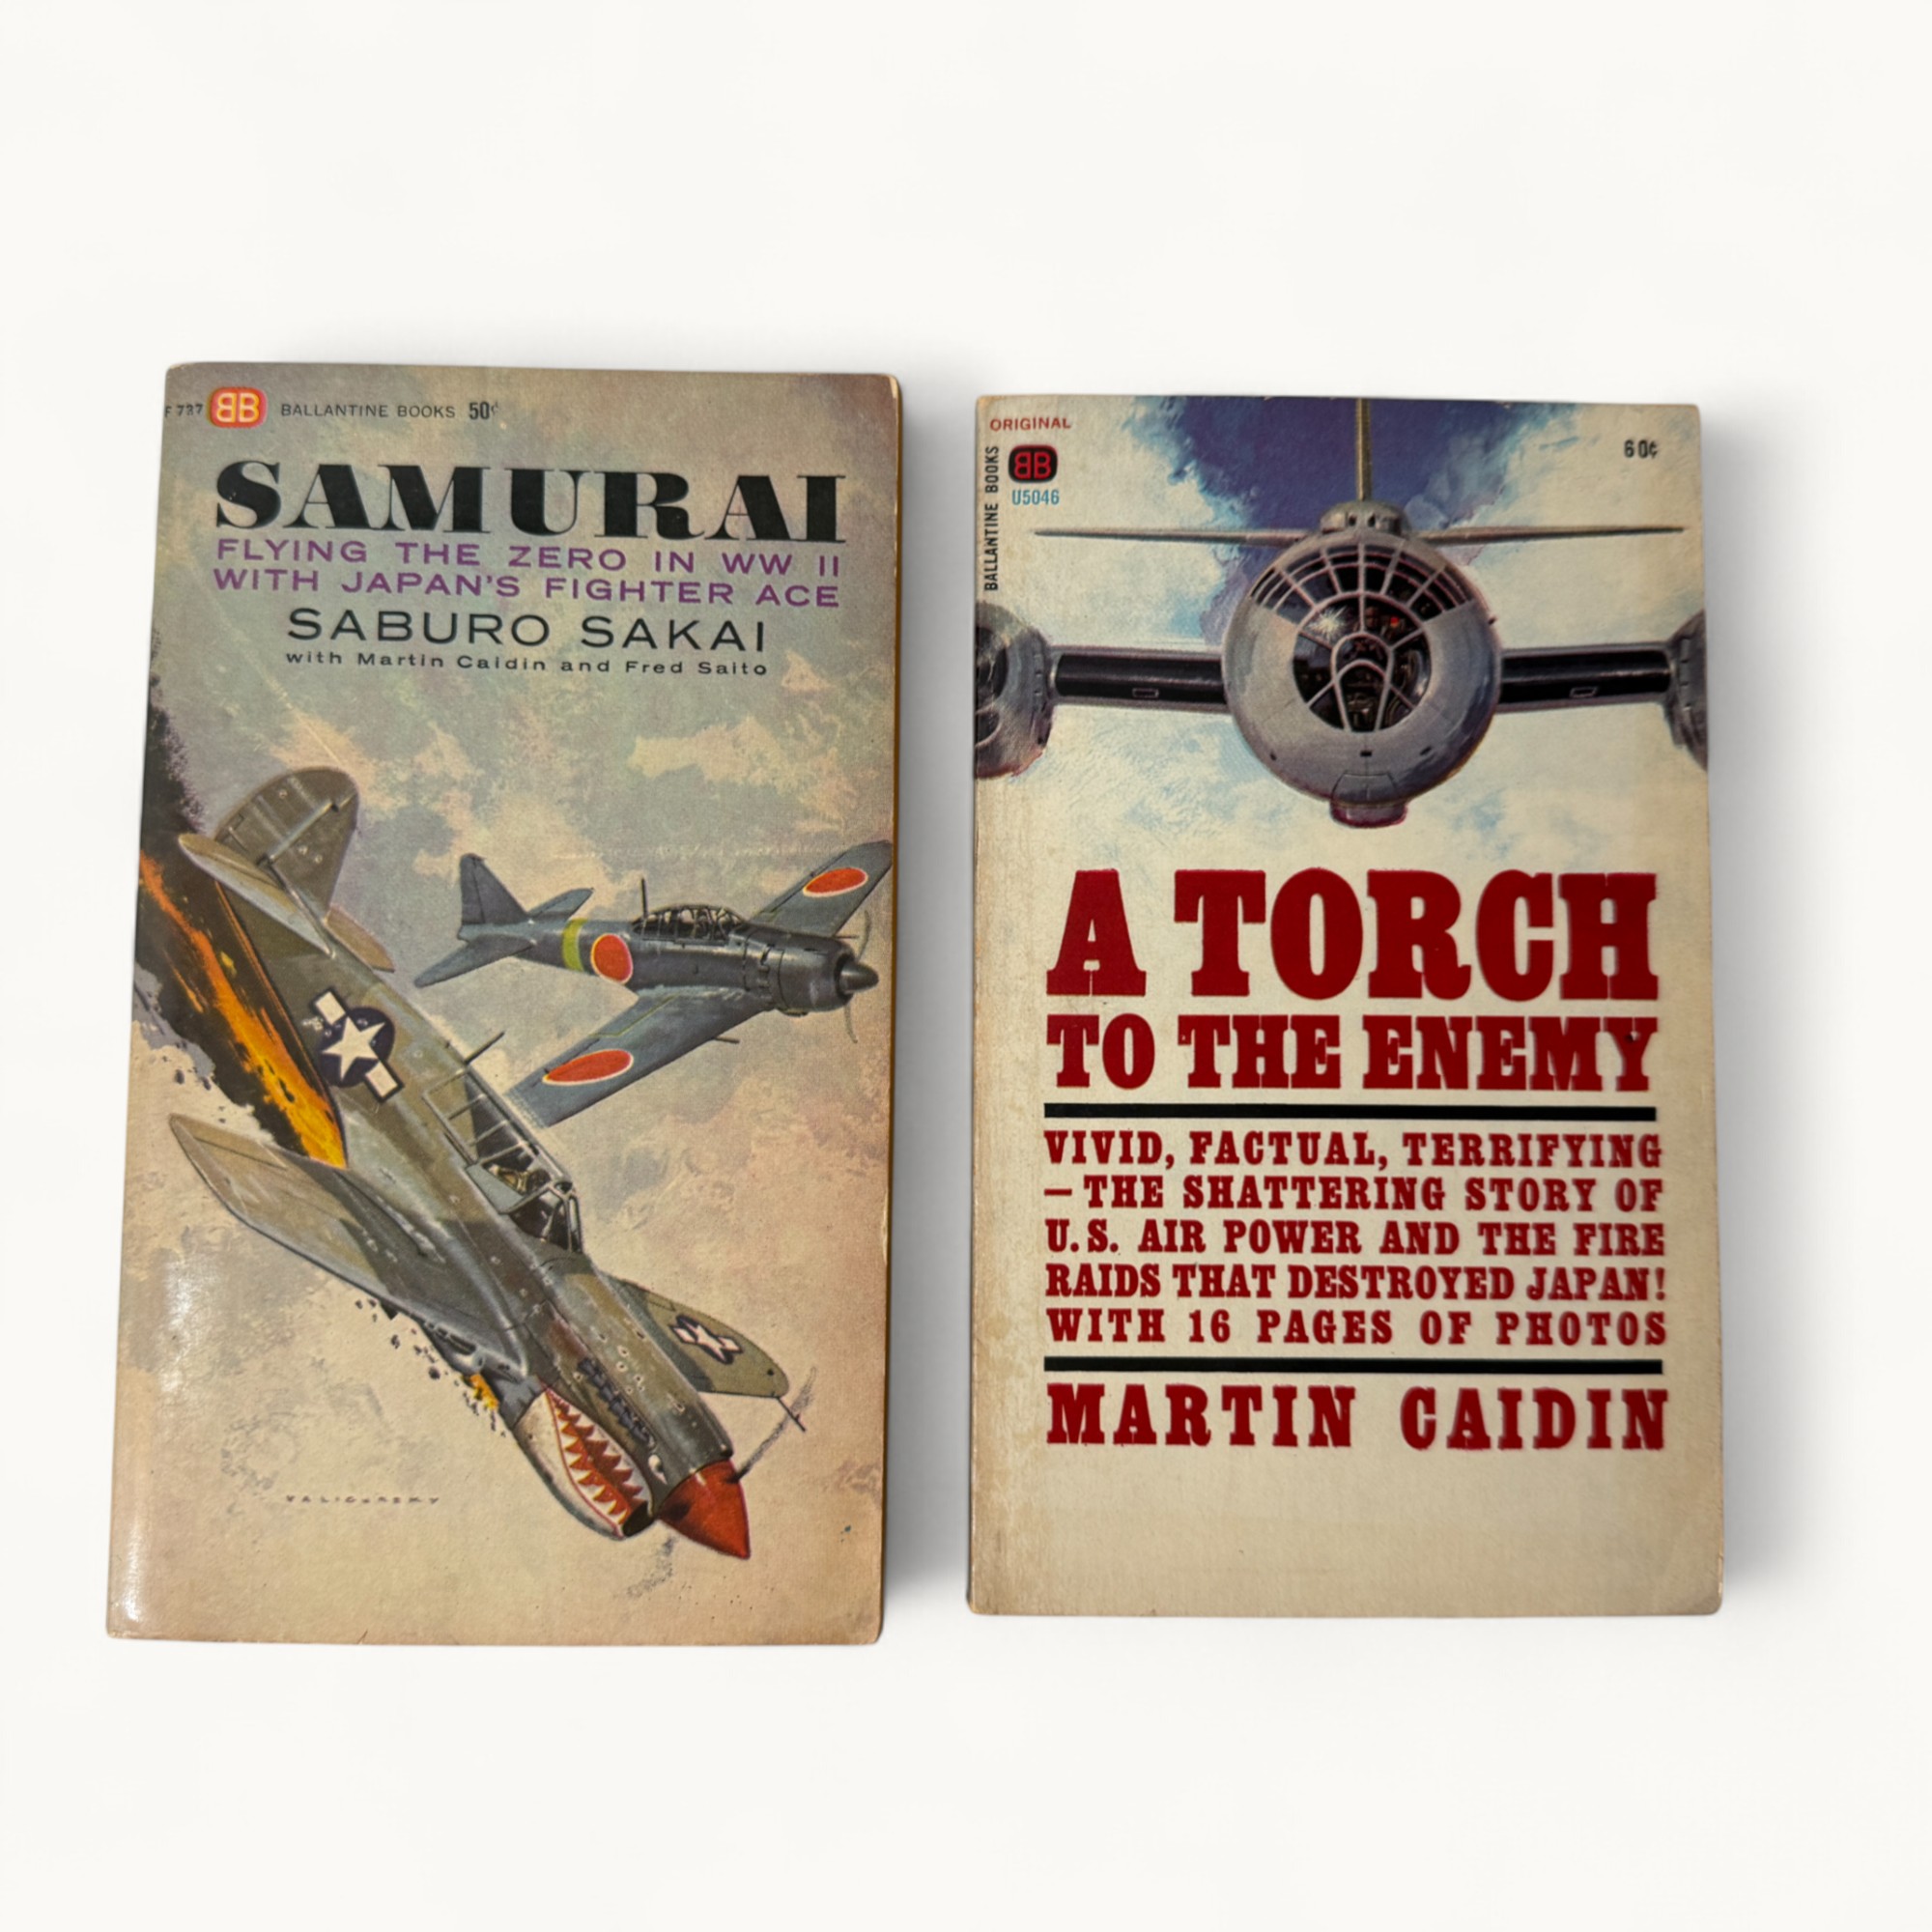 F 727 BB BALLANTINE BOOKS 50¢
SAMURAI
FLYING THE ZERO IN WW II
WITH JAPAN'S FIGHTER ACE
SABURO SAKAI
with Martin Caidin and Fred Saito
VALIGURSKY
ORIGINAL
BB
U5046
BALLANTINE BOOKS
60¢
A TORCH
TO THE ENEMY
VIVID, FACTUAL, TERRIFYING
—THE SHATTERING STORY OF
U.S. AIR POWER AND THE FIRE
RAIDS THAT DESTROYED JAPAN!
WITH 16 PAGES OF PHOTOS
MARTIN CAIDIN